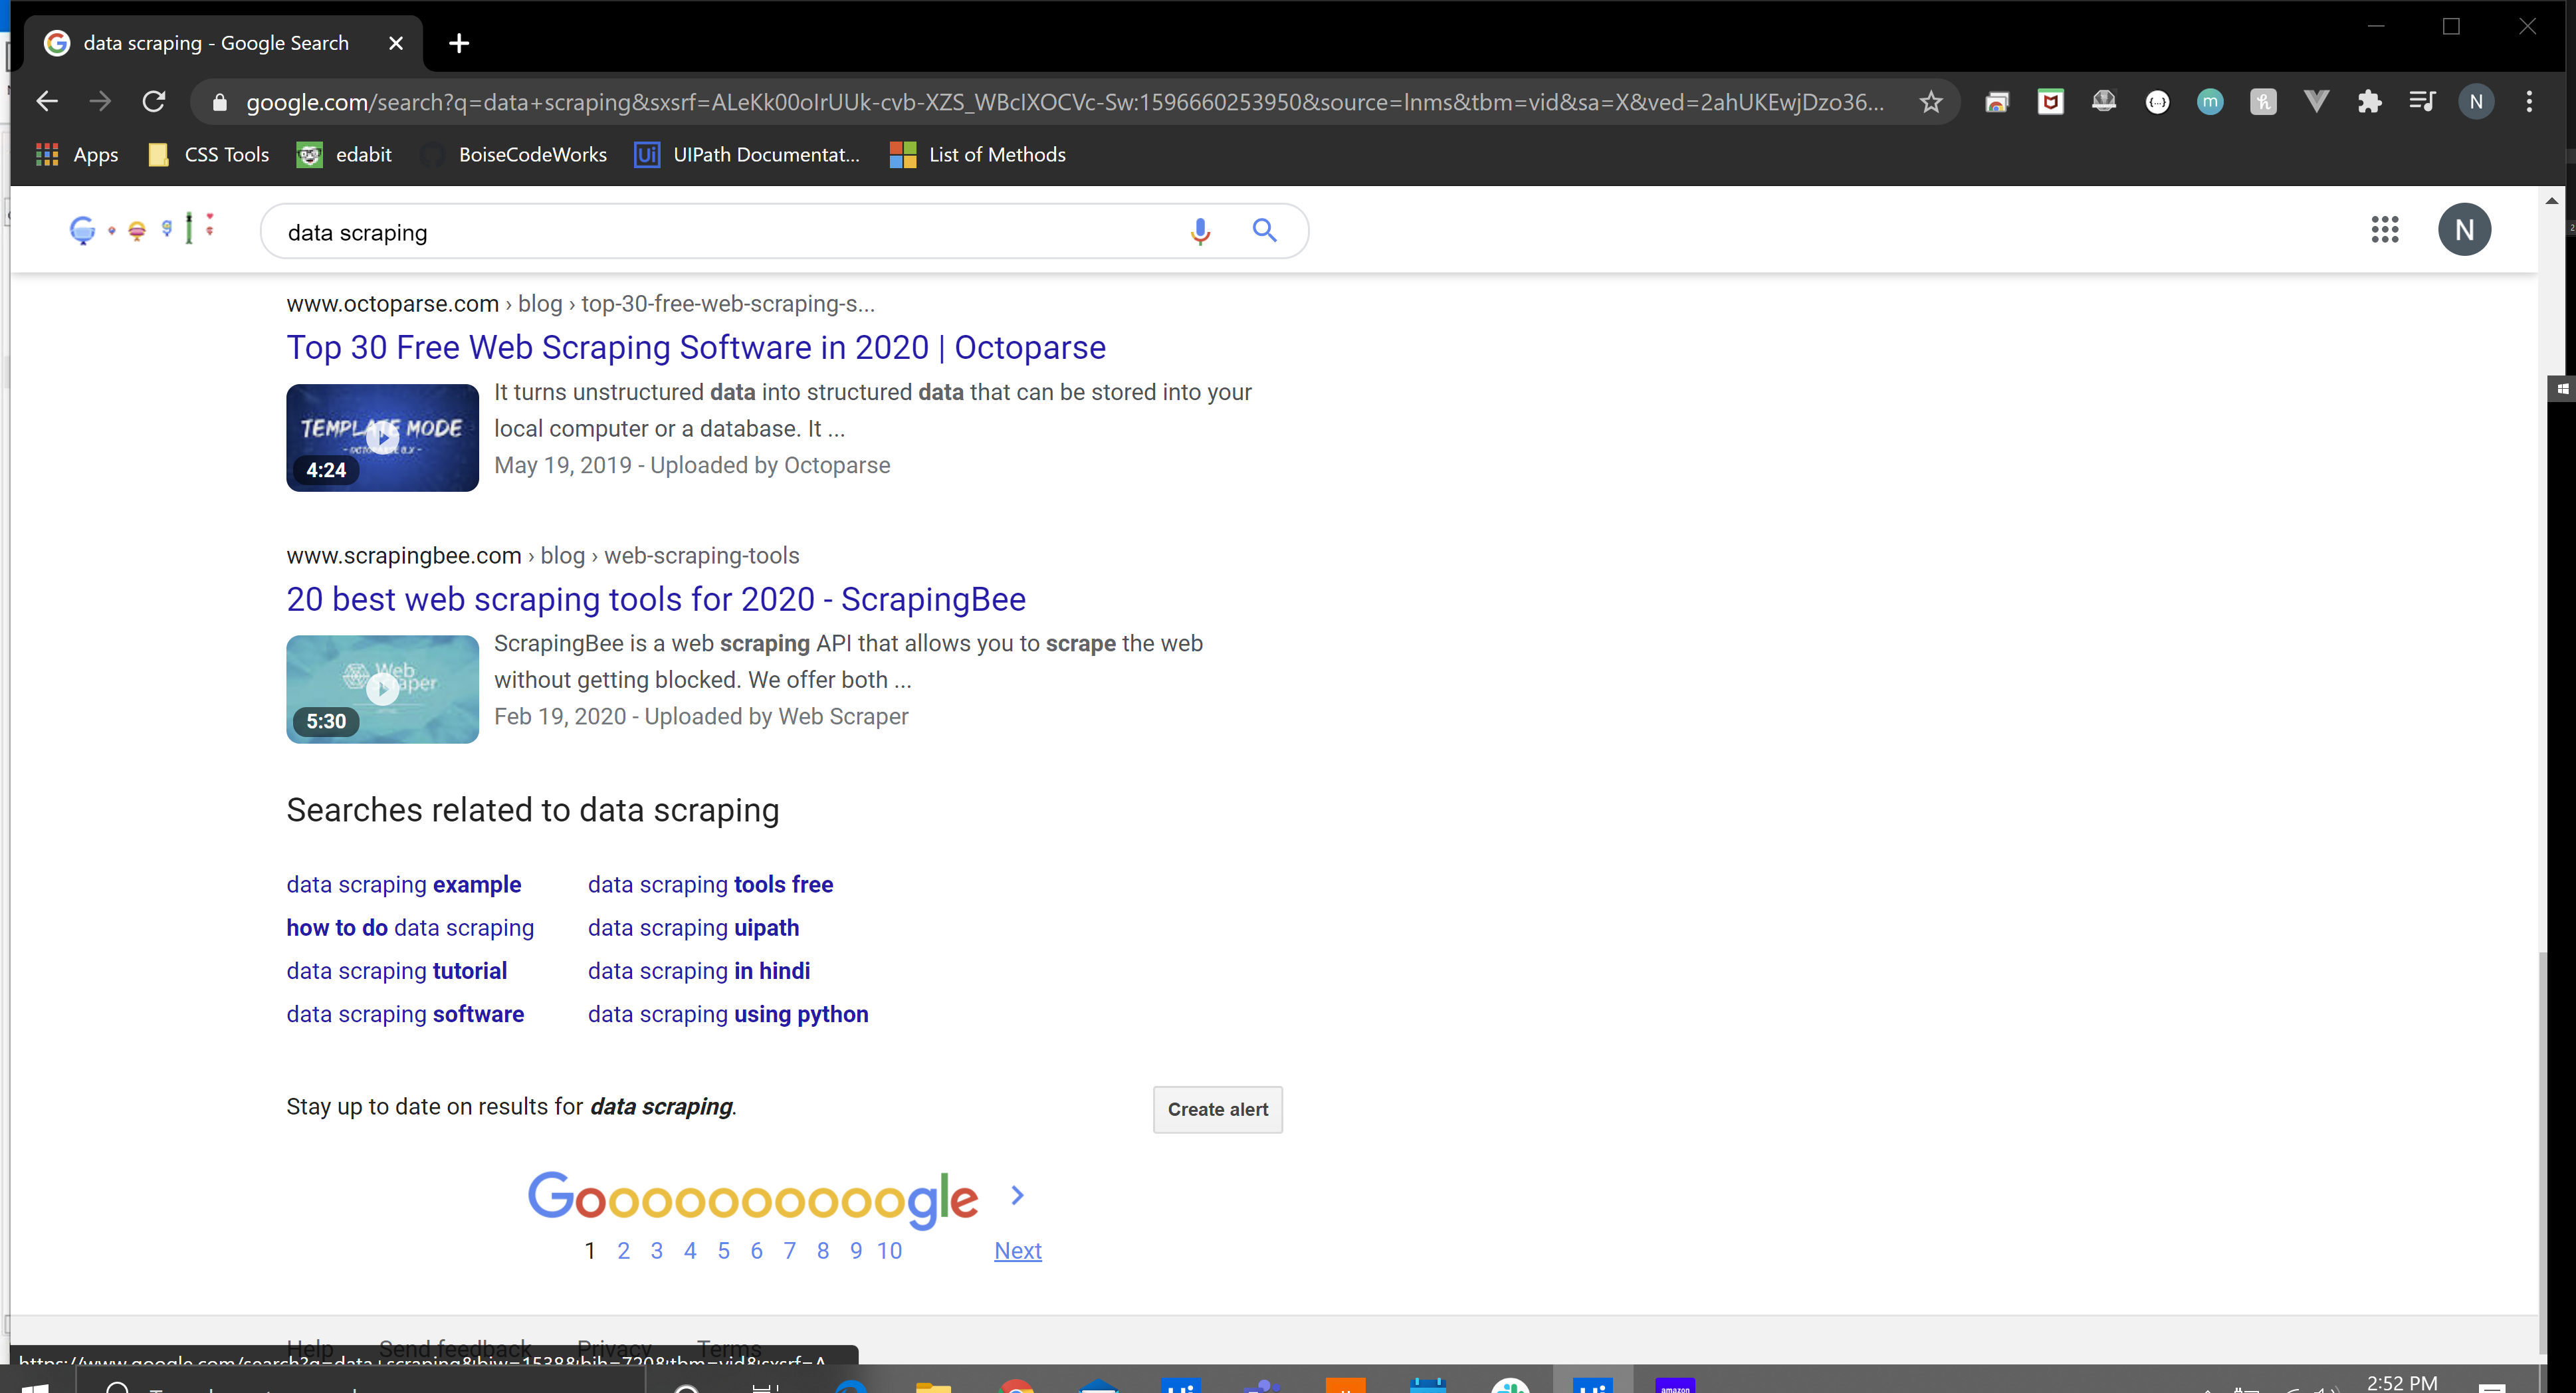 data scraping - Google Search
google.com/search?q=data+scraping&sxsrf=ALeKk00oIrUUk-cvb-XZS_WBcIXOCVc-Sw:1596660253950&source=lnms&tbm=vid&sa=X&ved=2ahUKEwjDzo36...
N
Apps CSS Tools edabit BoiseCodeWorks UIPath Documentat... List of Methods
data scraping
N
www.octoparse.com › blog › top-30-free-web-scraping-s...
Top 30 Free Web Scraping Software in 2020 | Octoparse
It turns unstructured data into structured data that can be stored into your
local computer or a database. It ...
May 19, 2019 - Uploaded by Octoparse
TEMPLATE MODE
4:24
www.scrapingbee.com › blog › web-scraping-tools
20 best web scraping tools for 2020 - ScrapingBee
ScrapingBee is a web scraping API that allows you to scrape the web
without getting blocked. We offer both ...
Feb 19, 2020 - Uploaded by Web Scraper
Web
Scraper
5:30
Searches related to data scraping
data scraping example data scraping tools free
how to do data scraping data scraping uipath
data scraping tutorial data scraping in hindi
data scraping software data scraping using python
Stay up to date on results for data scraping.
Create alert
Goooooooooogle
1 2 3 4 5 6 7 8 9 10 Next
Help Send feedback Privacy Terms
https://www.google.com/search?q=data+scraping&biw=1538&bih=720&tbm=vid&sxsrf=A...
amazon
2:52 PM